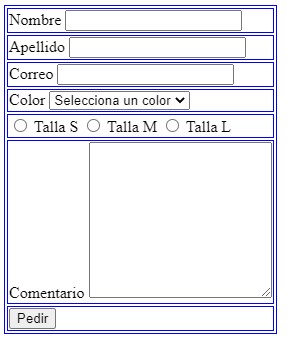 Nombre
Apellido
Correo
Color Selecciona un color
Talla S Talla M Talla L
Comentario
Pedir